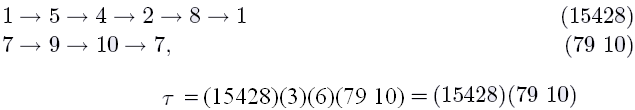 1 → 5 → 4 → 2 → 8 → 1 (15428)
7 → 9 → 10 → 7, (79 10)
τ = (15428)(3)(6)(79 10) = (15428)(79 10)